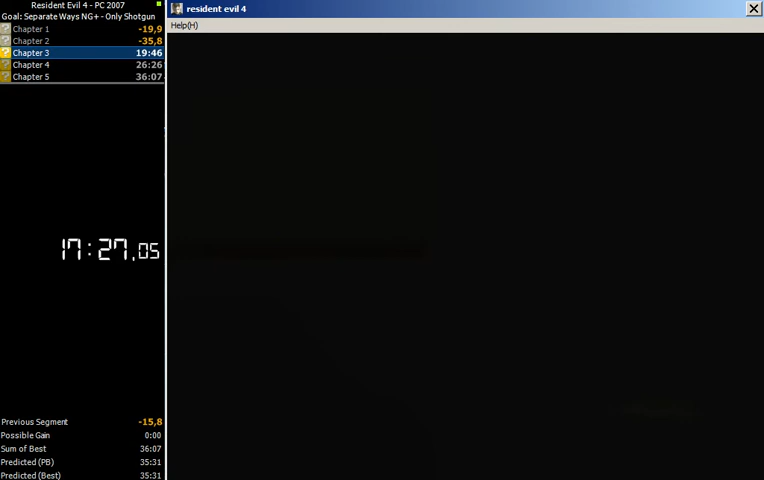 Resident Evil 4 - PC 2007
Goal: Separate Ways NG+ - Only Shotgun
Chapter 1 -19,9
Chapter 2 -35,8
Chapter 3 19:46
Chapter 4 26:26
Chapter 5 36:07
17:27.05
Previous Segment -15,8
Possible Gain 0:00
Sum of Best 36:07
Predicted (PB) 35:31
Predicted (Best) 35:31
resident evil 4
Help(H)